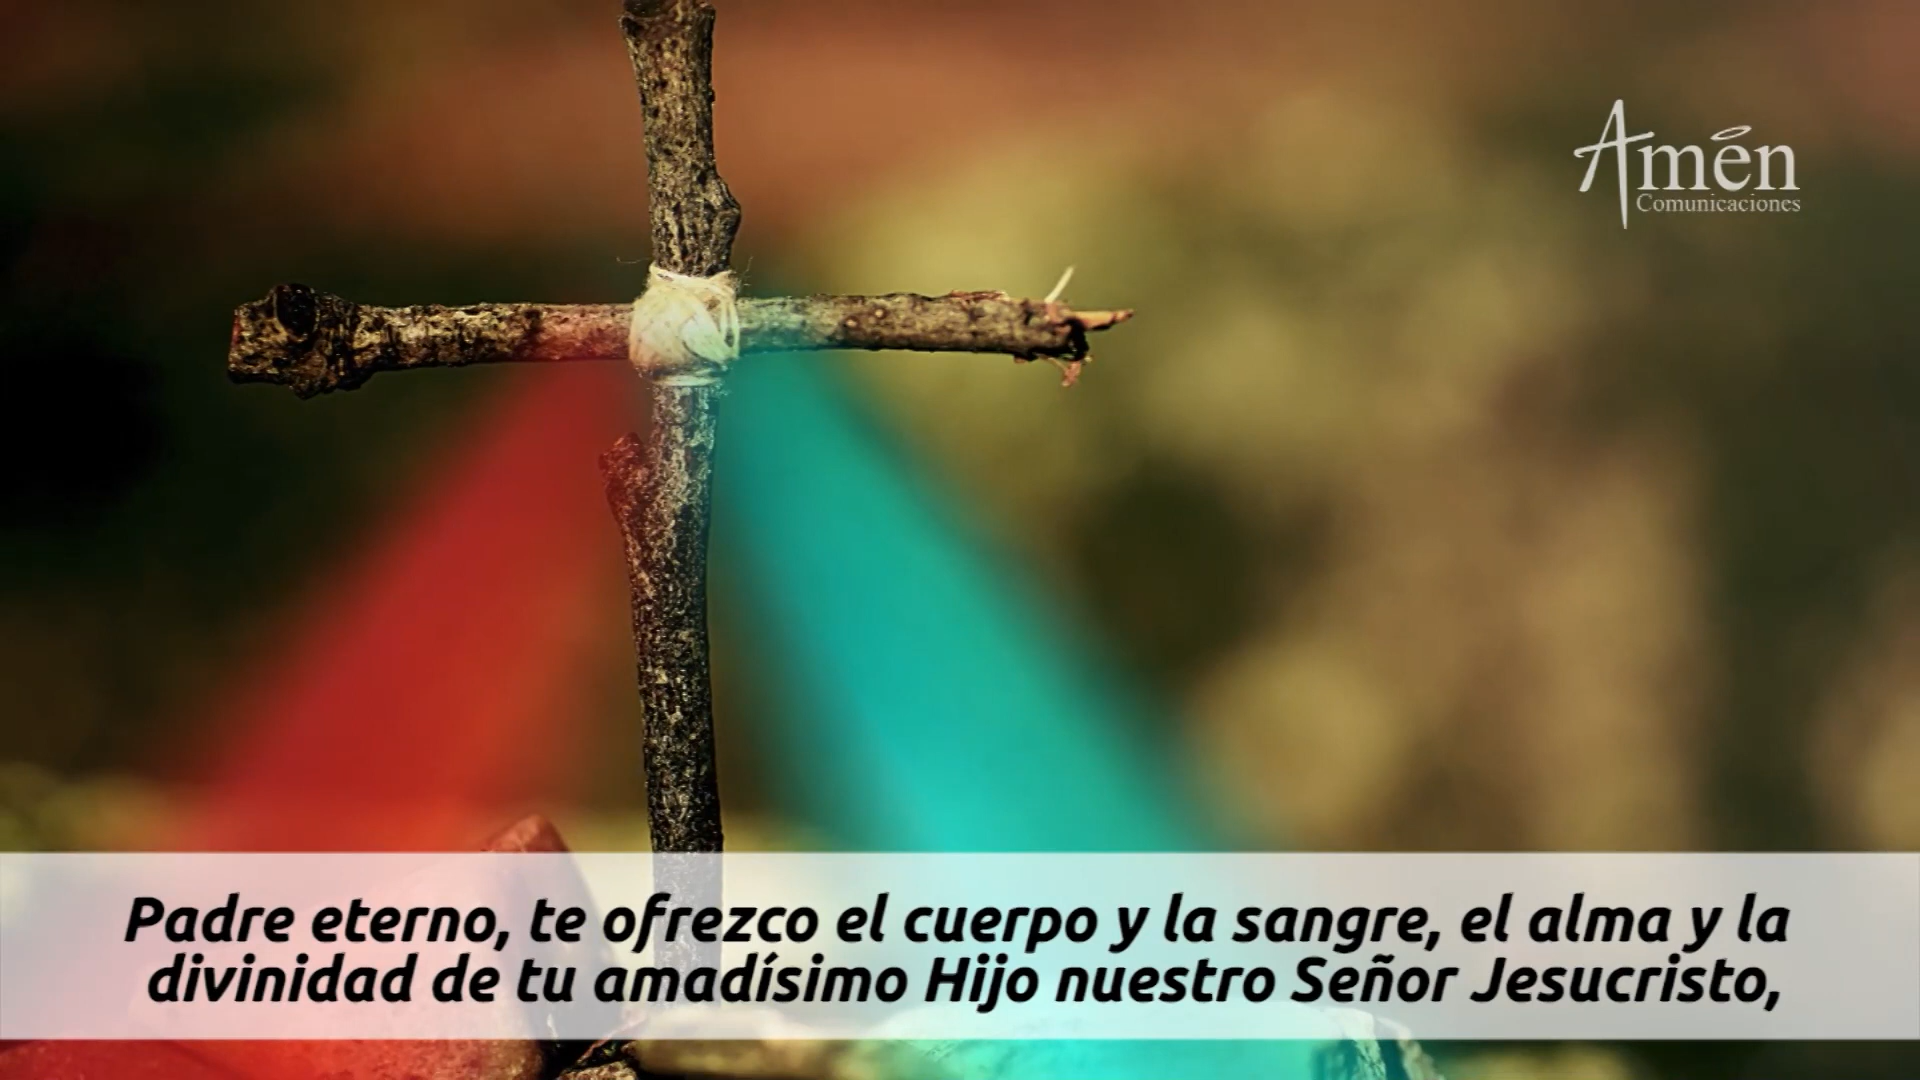 Amén
Comunicaciones
Padre eterno, te ofrezco el cuerpo y la sangre, el alma y la
divinidad de tu amadísimo Hijo nuestro Señor Jesucristo,